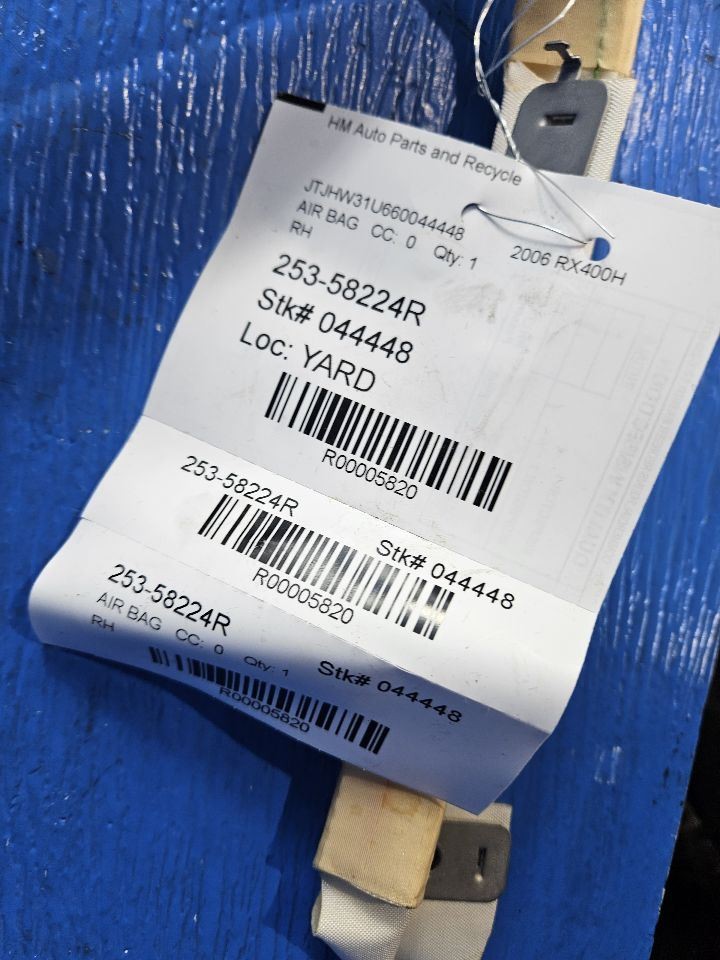 HM Auto Parts and Recycle
JTJHW31U660044448
2006 RX400H
AIR BAG CC: 0 Qty: 1
RH
253-58224R
Stk# 044448
Loc: YARD
R00005820
253-58224R
Stk# 044448
R00005820
253-58224R
AIR BAG CC: 0 Qty: 1
Stk# 044448
RH
R00005820